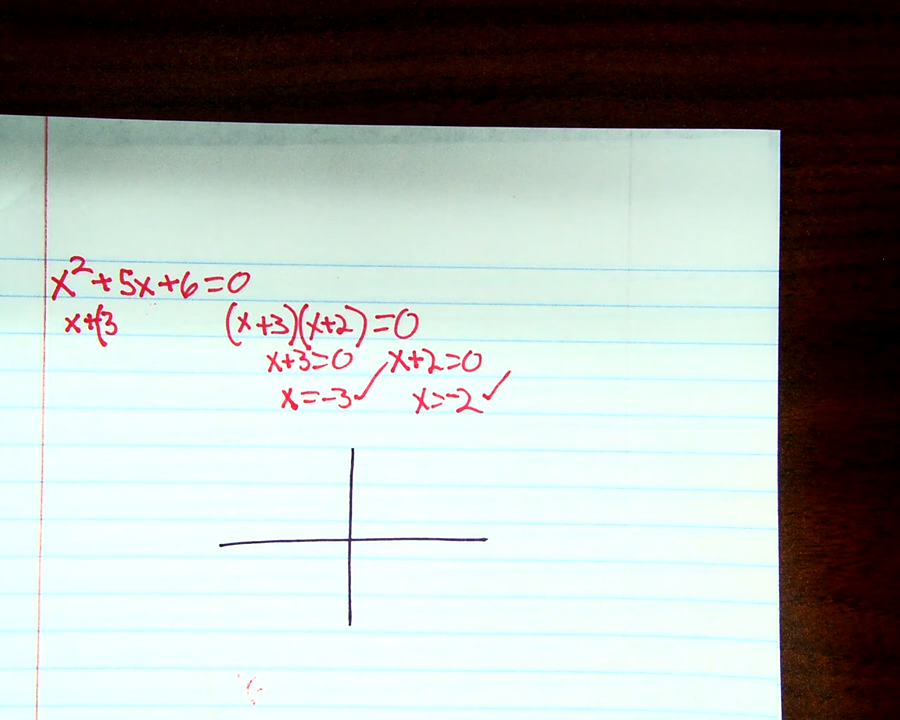 x²+5x+6=0
x+(3 (x+3)(x+2)=0
x+3=0 x+2=0
x=-3✓ x=-2✓